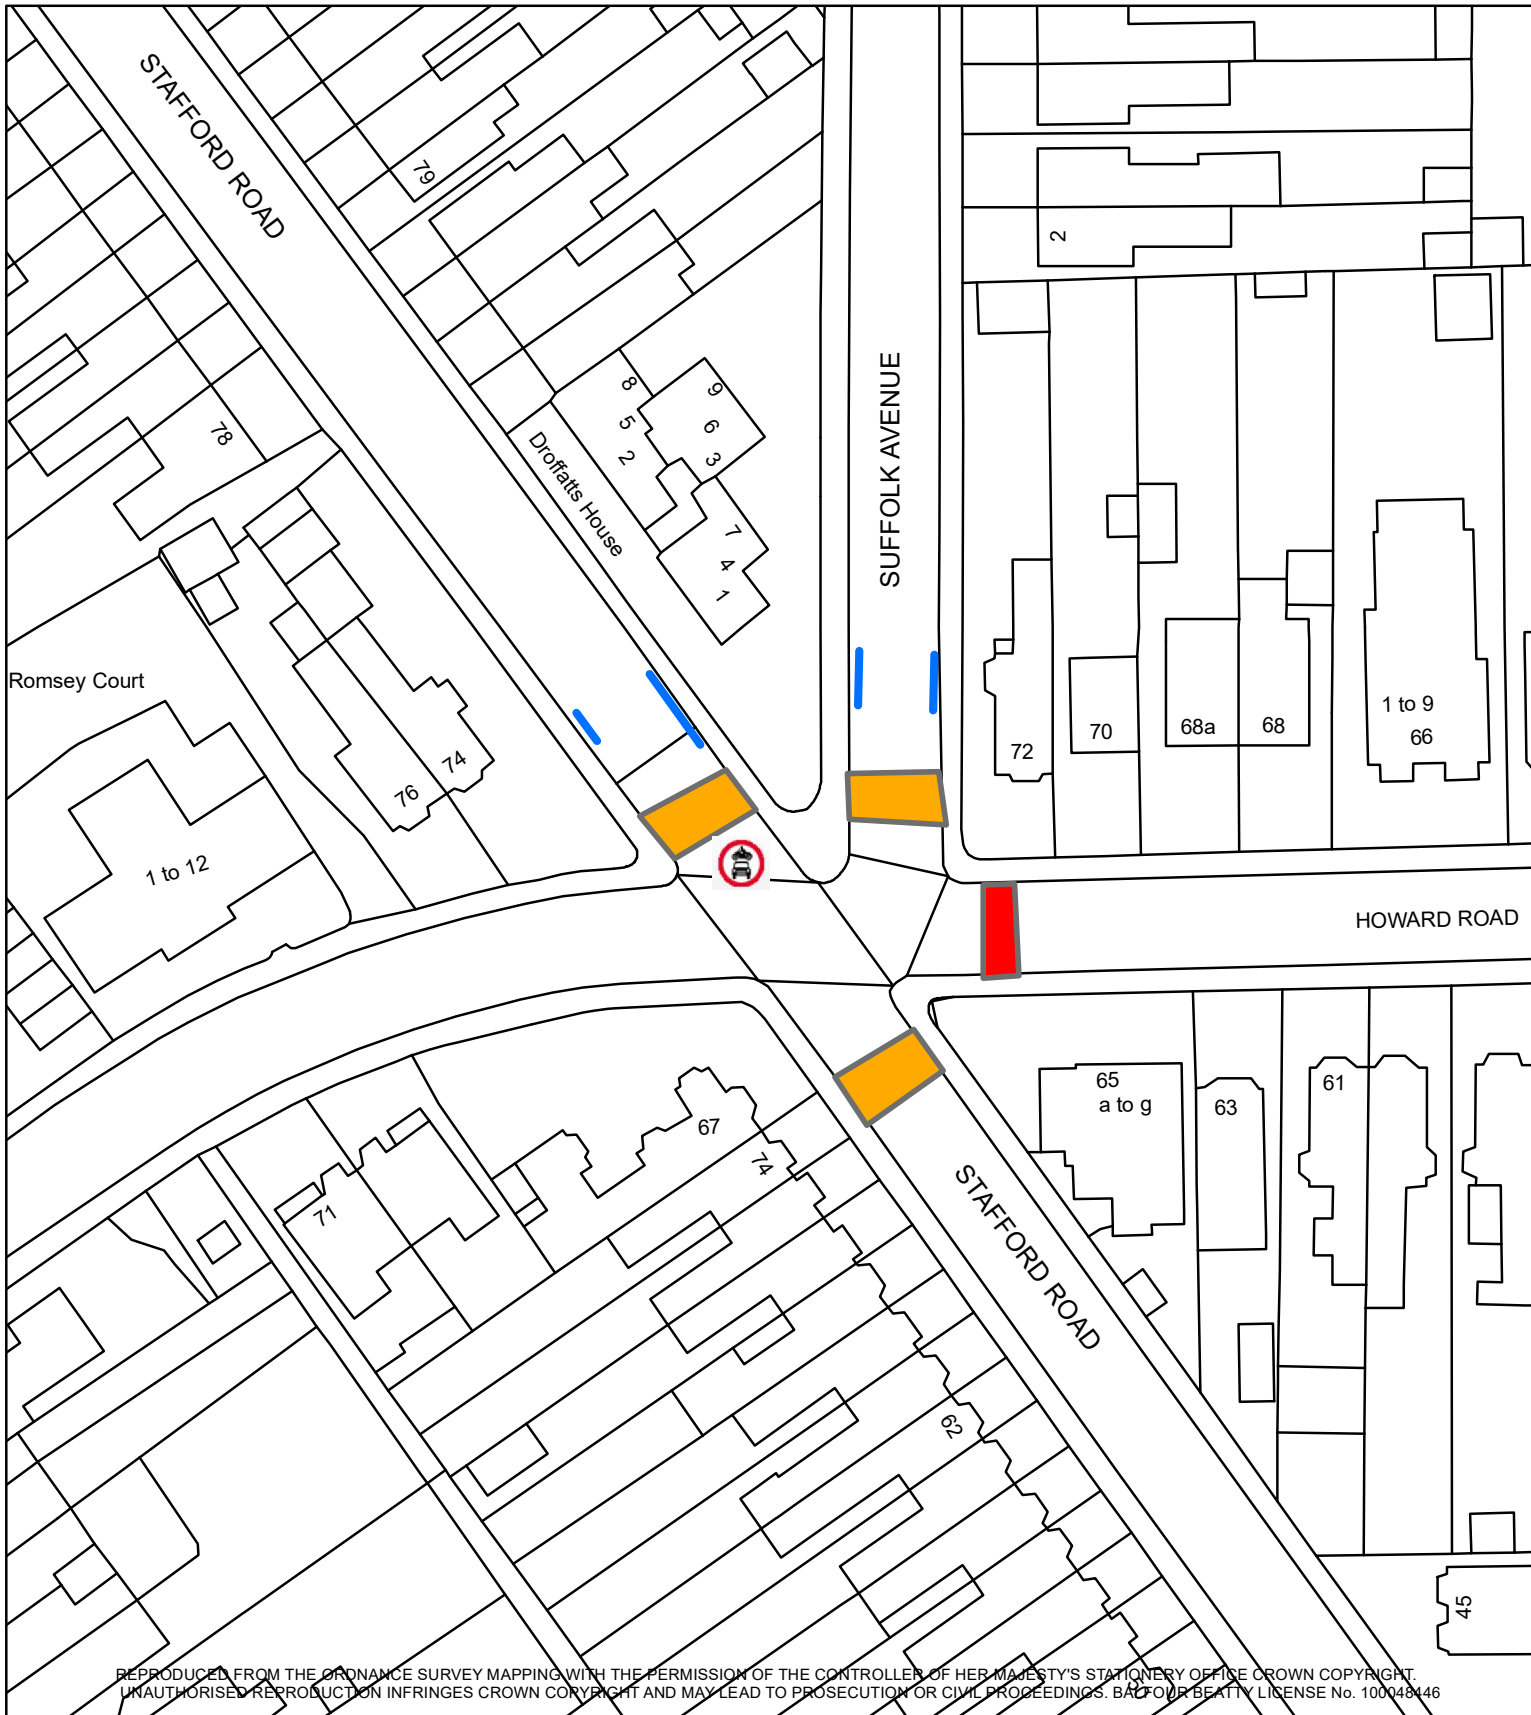 STAFFORD ROAD
79
2
SUFFOLK AVENUE
8
5
2
9
6
3
7
4
1
Droffatts House
78
Romsey Court
1 to 12
76
74
72
70
68a
68
1 to 9
66
HOWARD ROAD
65
a to g
63
61
67
74
71
STAFFORD ROAD
62
45
50
REPRODUCED FROM THE ORDNANCE SURVEY MAPPING WITH THE PERMISSION OF THE CONTROLLER OF HER MAJESTY'S STATIONERY OFFICE CROWN COPYRIGHT.
UNAUTHORISED REPRODUCTION INFRINGES CROWN COPYRIGHT AND MAY LEAD TO PROSECUTION OR CIVIL PROCEEDINGS. BALFOUR BEATTY LICENSE No. 100048446